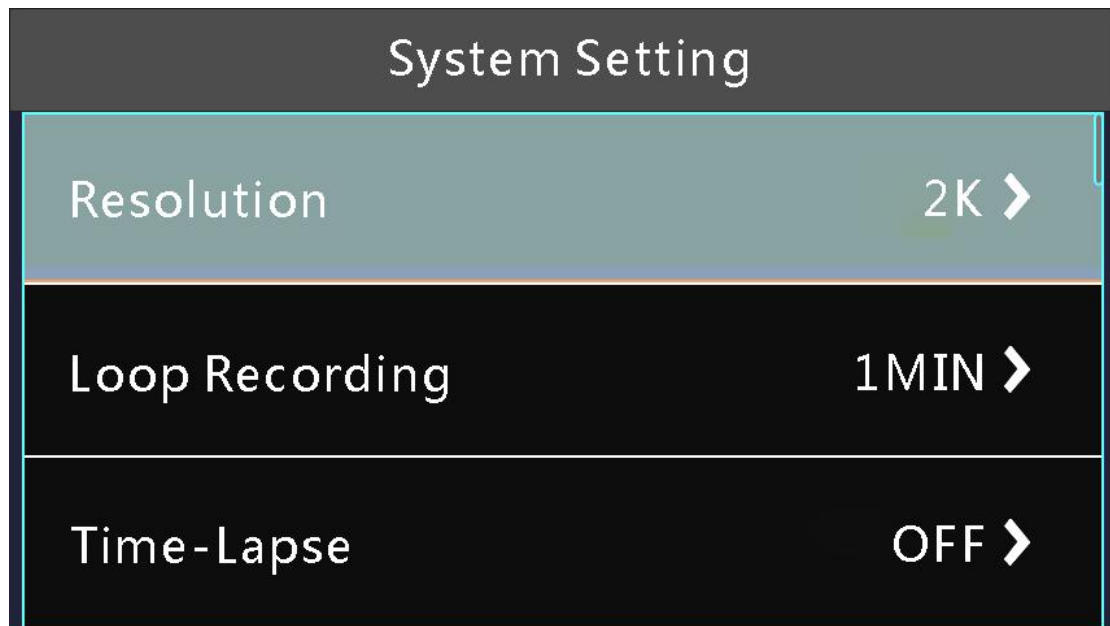 System Setting
Resolution 2K
Loop Recording 1MIN
Time-Lapse OFF